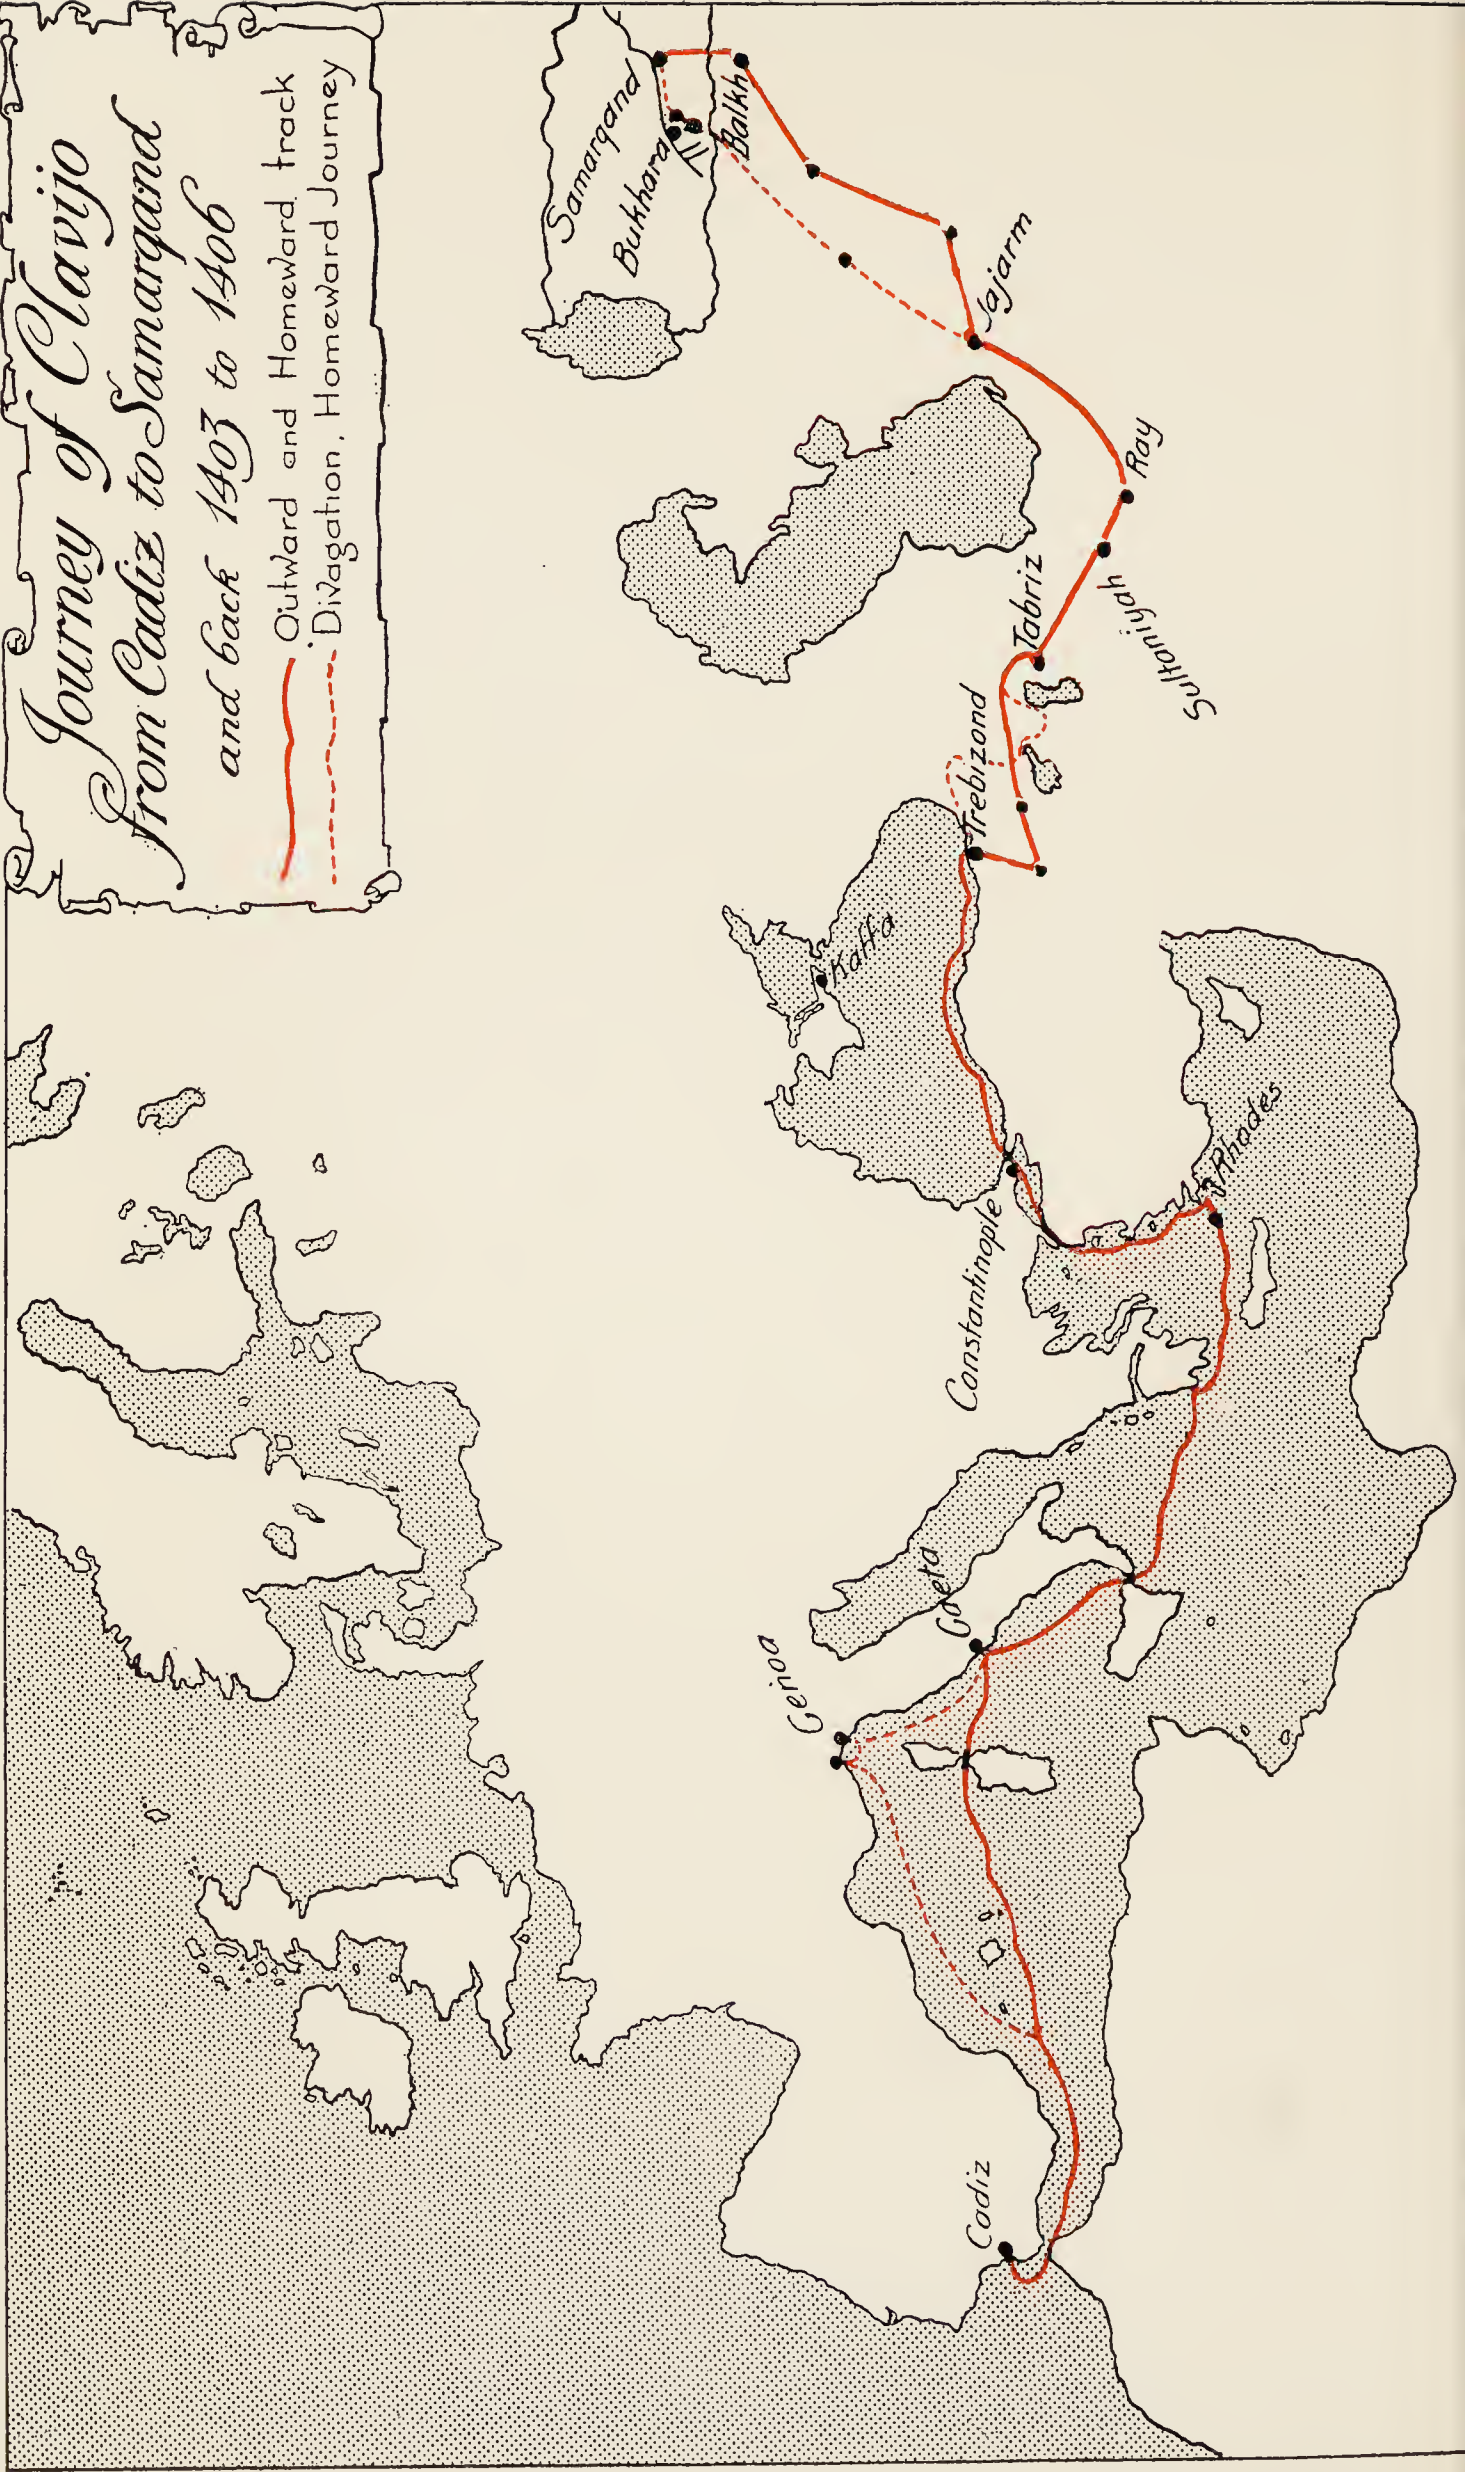 Journey of Clavijo
from Cadiz to Samarqand
and back 1403 to 1406
Outward and Homeward track
Divagation, Homeward Journey
Samarqand
Bukhara
Balkh
Jajarm
Ray
Sultaniyah
Tabriz
Trebizond
Kaffa
Constantinople
Rhodes
Gaeta
Genoa
Cadiz